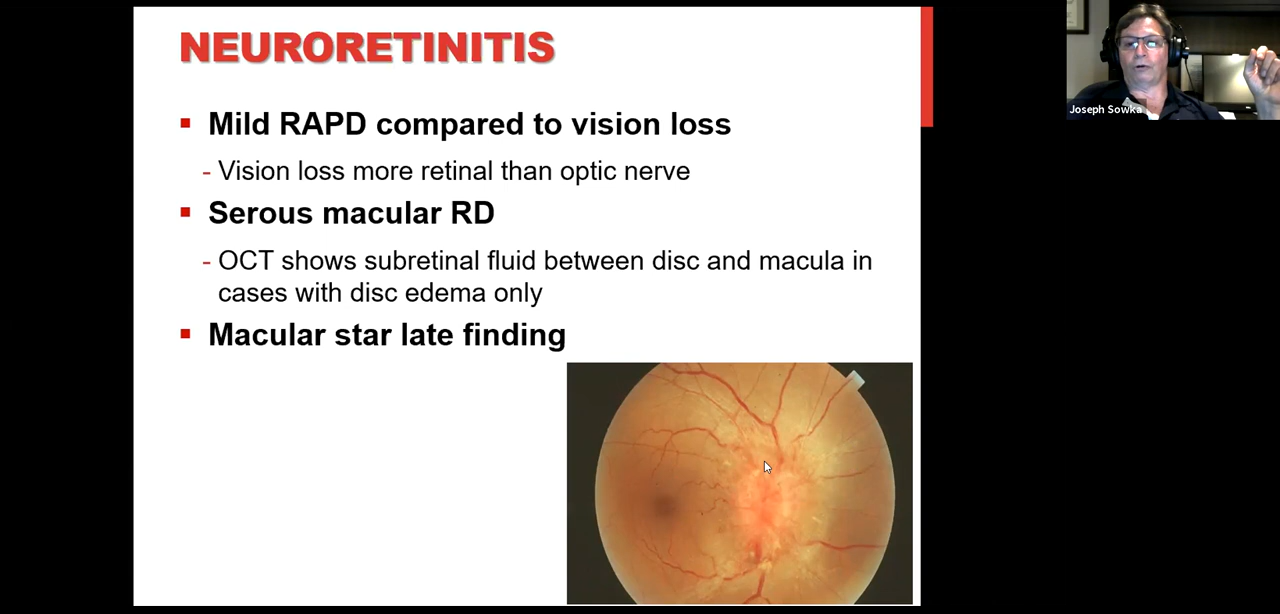 NEURORETINITIS
▪ Mild RAPD compared to vision loss
- Vision loss more retinal than optic nerve
▪ Serous macular RD
- OCT shows subretinal fluid between disc and macula in
cases with disc edema only
▪ Macular star late finding
Joseph Sowka